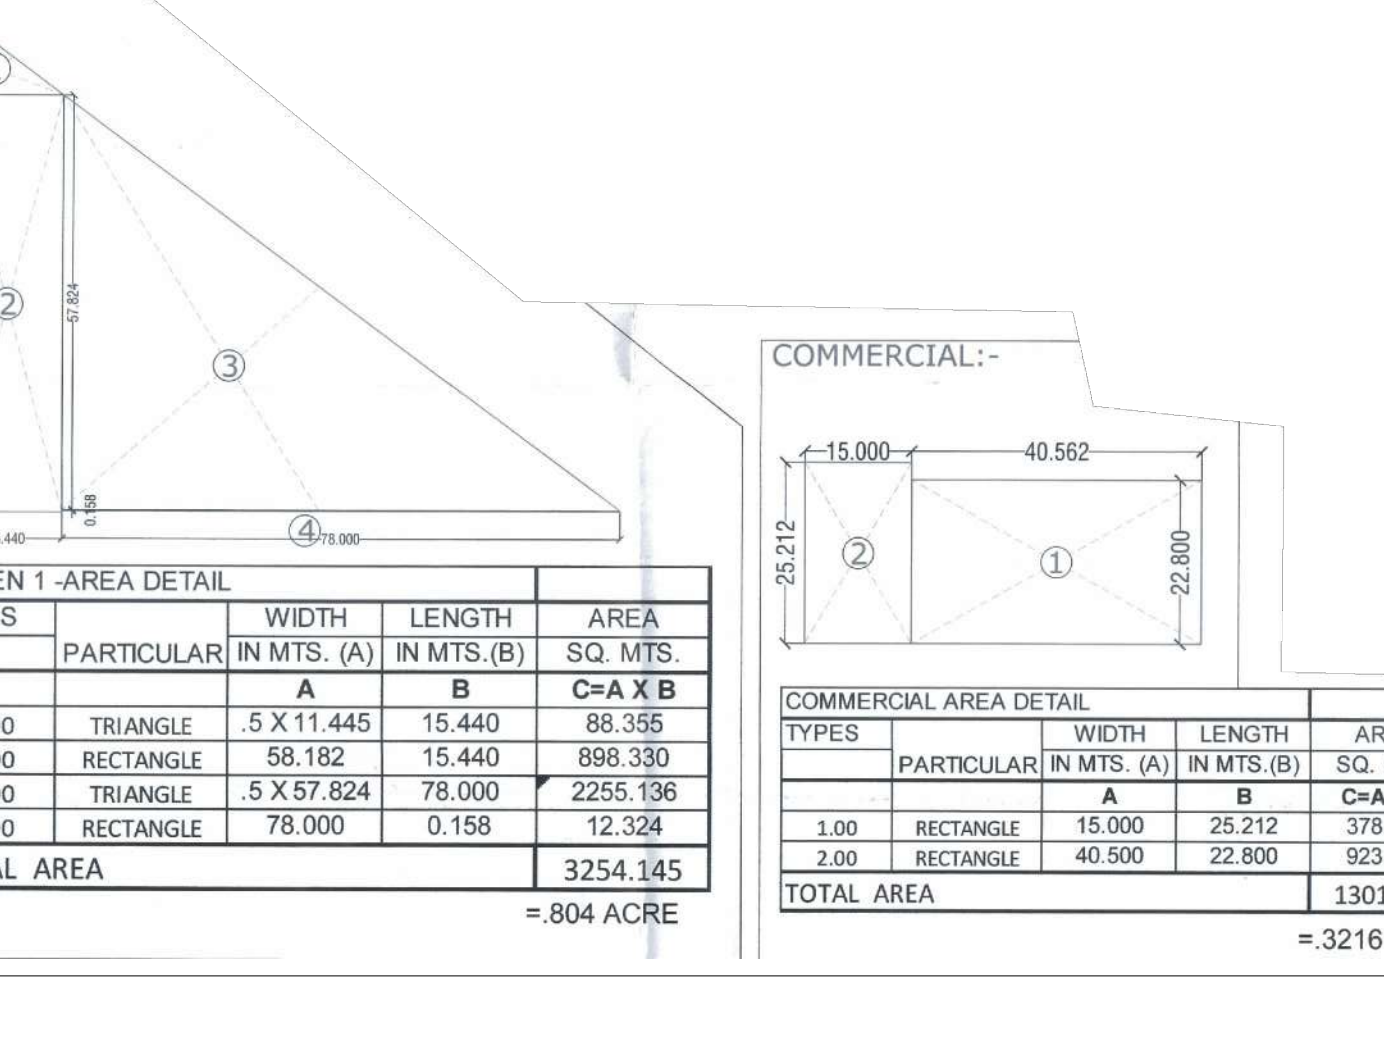 2
57.824
3
0.158
.440
4
78.000
EN 1 -AREA DETAIL
S PARTICULAR WIDTH LENGTH AREA
IN MTS. (A) IN MTS.(B) SQ. MTS.
A B C=A X B
0 TRIANGLE .5 X 11.445 15.440 88.355
0 RECTANGLE 58.182 15.440 898.330
0 TRIANGLE .5 X 57.824 78.000 2255.136
0 RECTANGLE 78.000 0.158 12.324
AL AREA 3254.145
=.804 ACRE
COMMERCIAL:-
15.000 40.562
25.212
2
1
22.800
COMMERCIAL AREA DETAIL
TYPES PARTICULAR WIDTH LENGTH AR
IN MTS. (A) IN MTS.(B) SQ.
A B C=A
1.00 RECTANGLE 15.000 25.212 378
2.00 RECTANGLE 40.500 22.800 923
TOTAL AREA 1301
=.3216